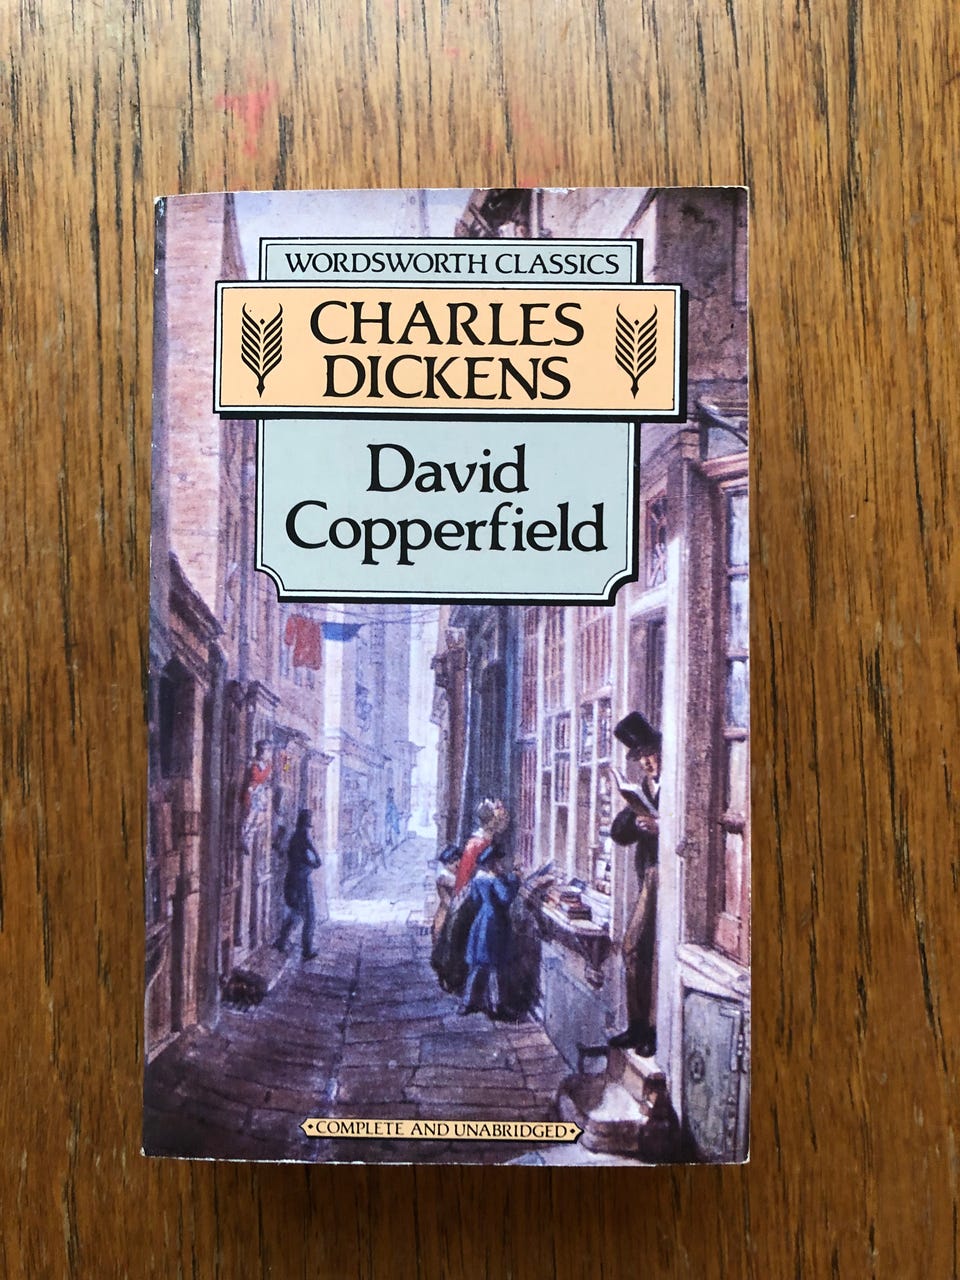 WORDSWORTH CLASSICS
CHARLES
DICKENS
David
Copperfield
COMPLETE AND UNABRIDGED